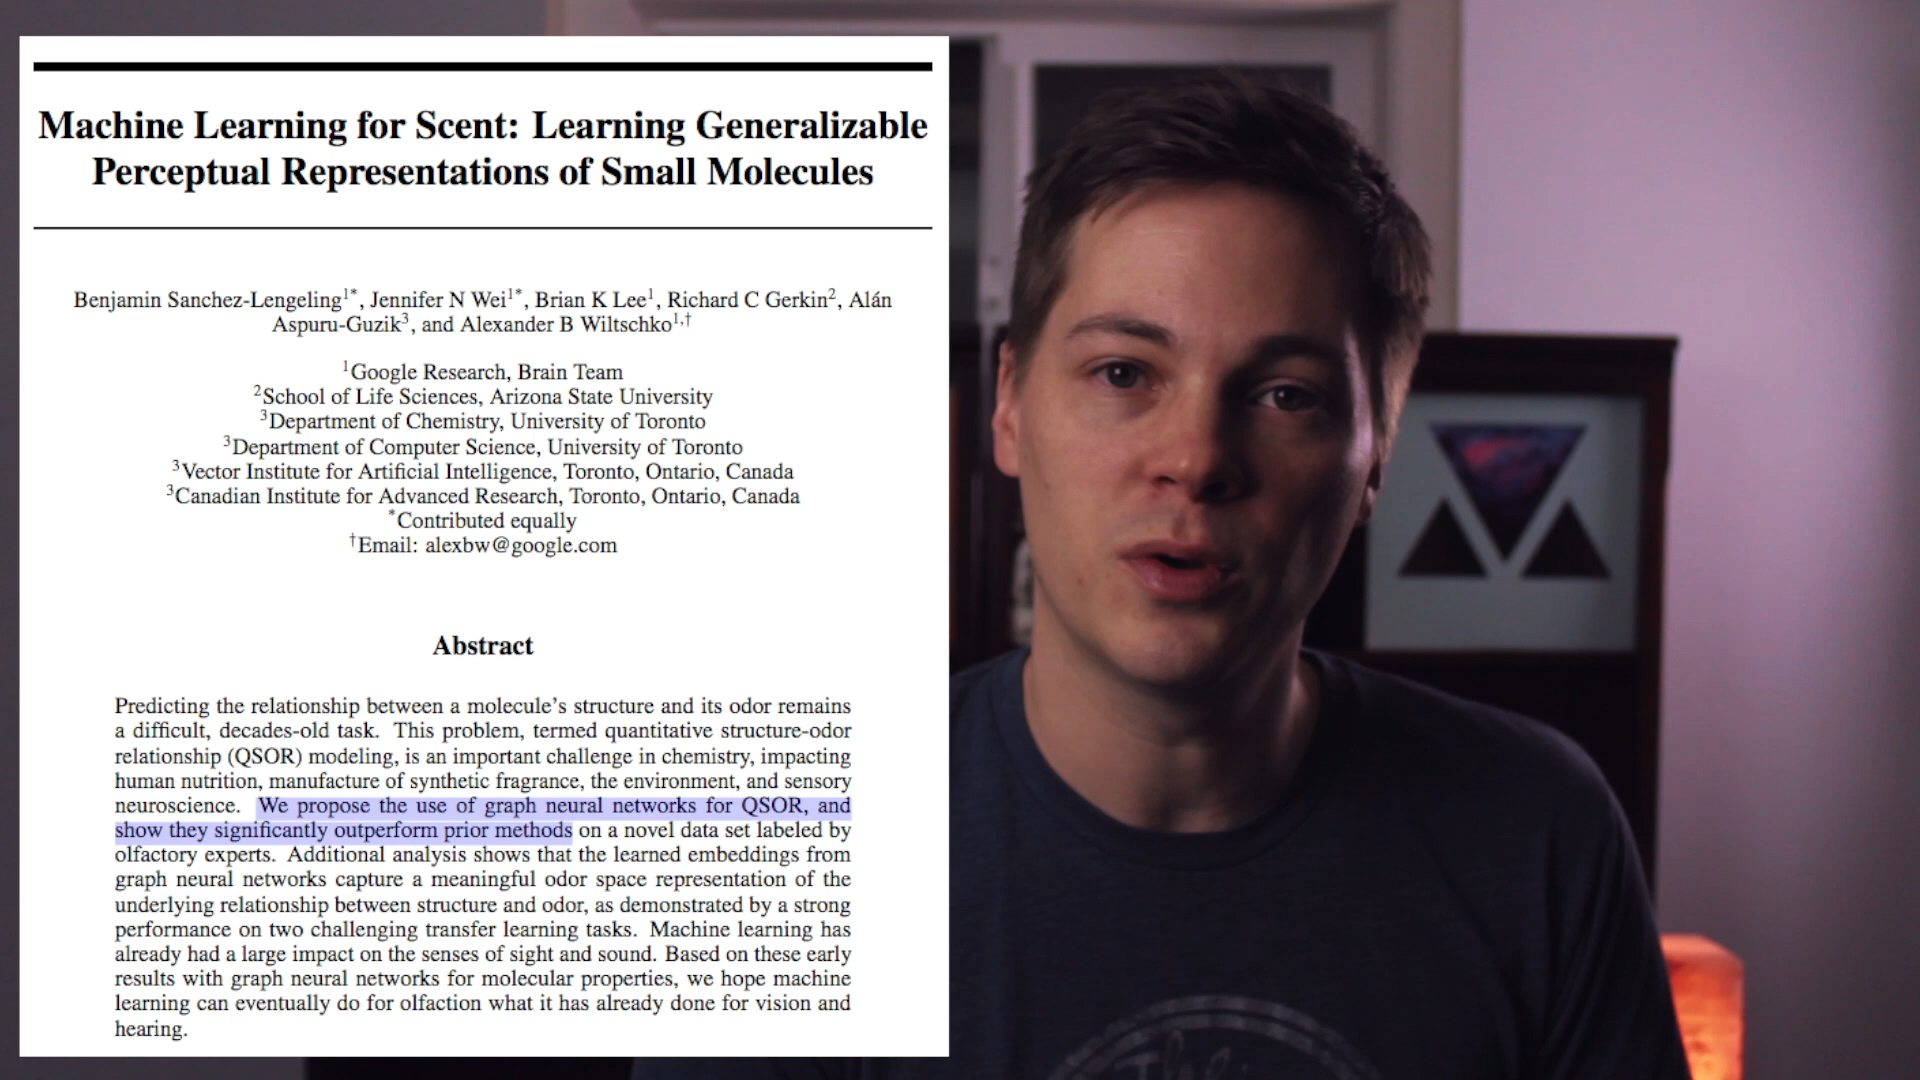 Machine Learning for Scent: Learning Generalizable
Perceptual Representations of Small Molecules
Benjamin Sanchez-Lengeling1*, Jennifer N Wei1*, Brian K Lee1, Richard C Gerkin2, Alán
Aspuru-Guzik3, and Alexander B Wiltschko1,†
1Google Research, Brain Team
2School of Life Sciences, Arizona State University
3Department of Chemistry, University of Toronto
3Department of Computer Science, University of Toronto
3Vector Institute for Artificial Intelligence, Toronto, Ontario, Canada
3Canadian Institute for Advanced Research, Toronto, Ontario, Canada
*Contributed equally
†Email: alexbw@google.com
Abstract
Predicting the relationship between a molecule's structure and its odor remains
a difficult, decades-old task. This problem, termed quantitative structure-odor
relationship (QSOR) modeling, is an important challenge in chemistry, impacting
human nutrition, manufacture of synthetic fragrance, the environment, and sensory
neuroscience. We propose the use of graph neural networks for QSOR, and
show they significantly outperform prior methods on a novel data set labeled by
olfactory experts. Additional analysis shows that the learned embeddings from
graph neural networks capture a meaningful odor space representation of the
underlying relationship between structure and odor, as demonstrated by a strong
performance on two challenging transfer learning tasks. Machine learning has
already had a large impact on the senses of sight and sound. Based on these early
results with graph neural networks for molecular properties, we hope machine
learning can eventually do for olfaction what it has already done for vision and
hearing.